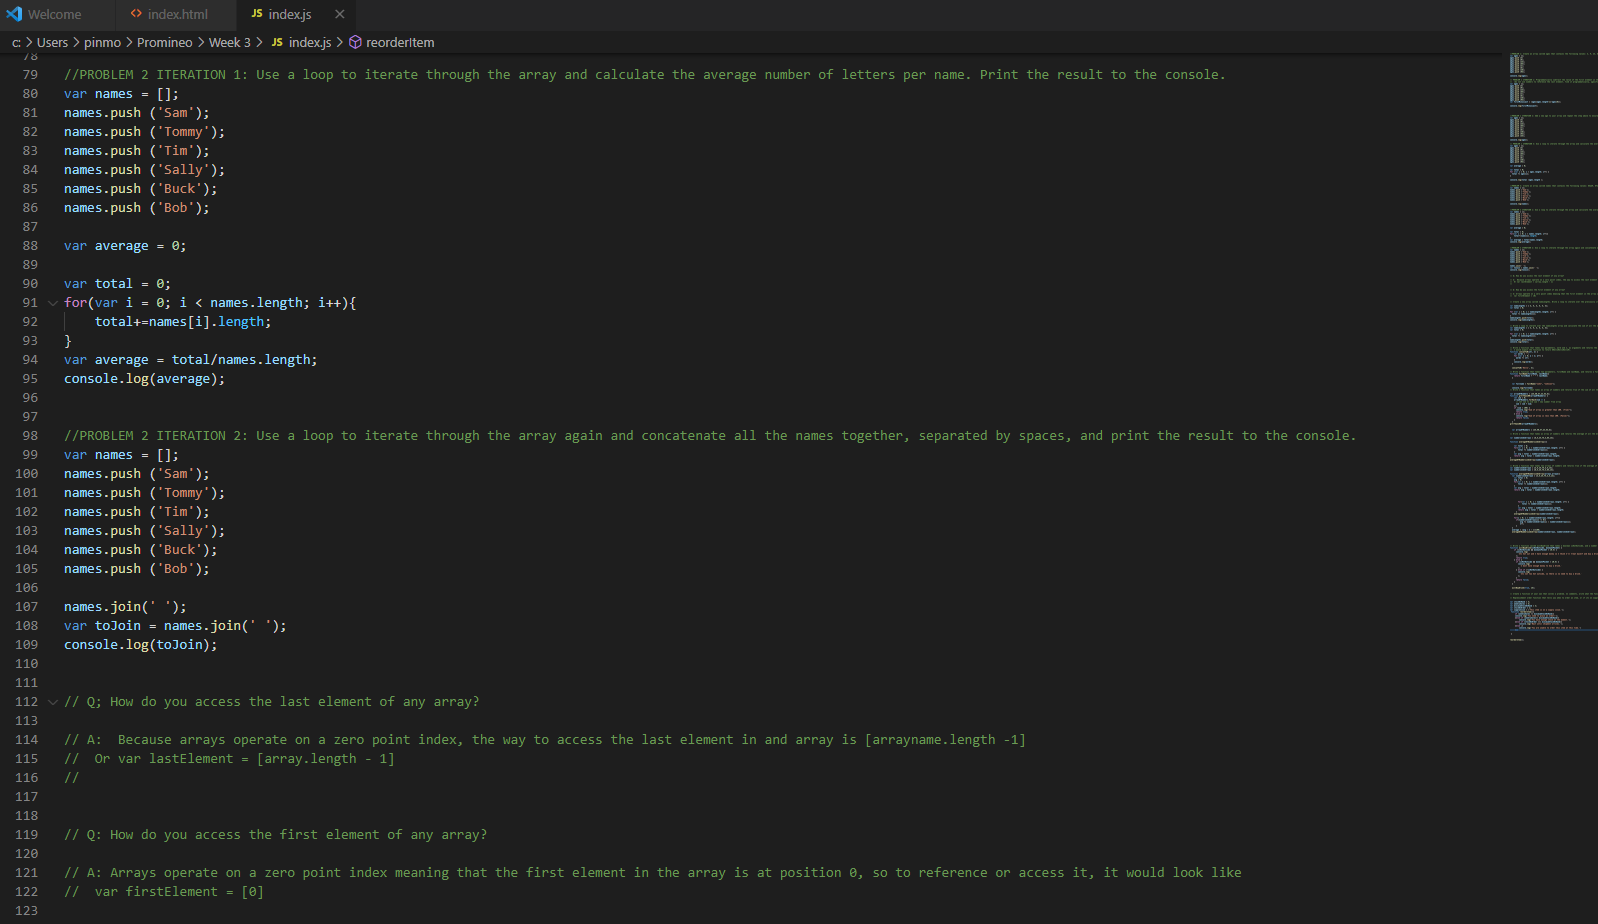 Welcome
<> index.html
JS index.js ×
c: > Users > pinmo > Promineo > Week 3 > JS index.js > reorderItem
78
79 //PROBLEM 2 ITERATION 1: Use a loop to iterate through the array and calculate the average number of letters per name. Print the result to the console.
80 var names = [];
81 names.push ('Sam');
82 names.push ('Tommy');
83 names.push ('Tim');
84 names.push ('Sally');
85 names.push ('Buck');
86 names.push ('Bob');
87
88 var average = 0;
89
90 var total = 0;
91 for(var i = 0; i < names.length; i++){
92     total+=names[i].length;
93 }
94 var average = total/names.length;
95 console.log(average);
96
97
98 //PROBLEM 2 ITERATION 2: Use a loop to iterate through the array again and concatenate all the names together, separated by spaces, and print the result to the console.
99 var names = [];
100 names.push ('Sam');
101 names.push ('Tommy');
102 names.push ('Tim');
103 names.push ('Sally');
104 names.push ('Buck');
105 names.push ('Bob');
106
107 names.join(' ');
108 var toJoin = names.join(' ');
109 console.log(toJoin);
110
111
112 // Q; How do you access the last element of any array?
113
114 // A:  Because arrays operate on a zero point index, the way to access the last element in and array is [arrayname.length -1]
115 //  Or var lastElement = [array.length - 1]
116 //
117
118
119 // Q: How do you access the first element of any array?
120
121 // A: Arrays operate on a zero point index meaning that the first element in the array is at position 0, so to reference or access it, it would look like
122 //  var firstElement = [0]
123